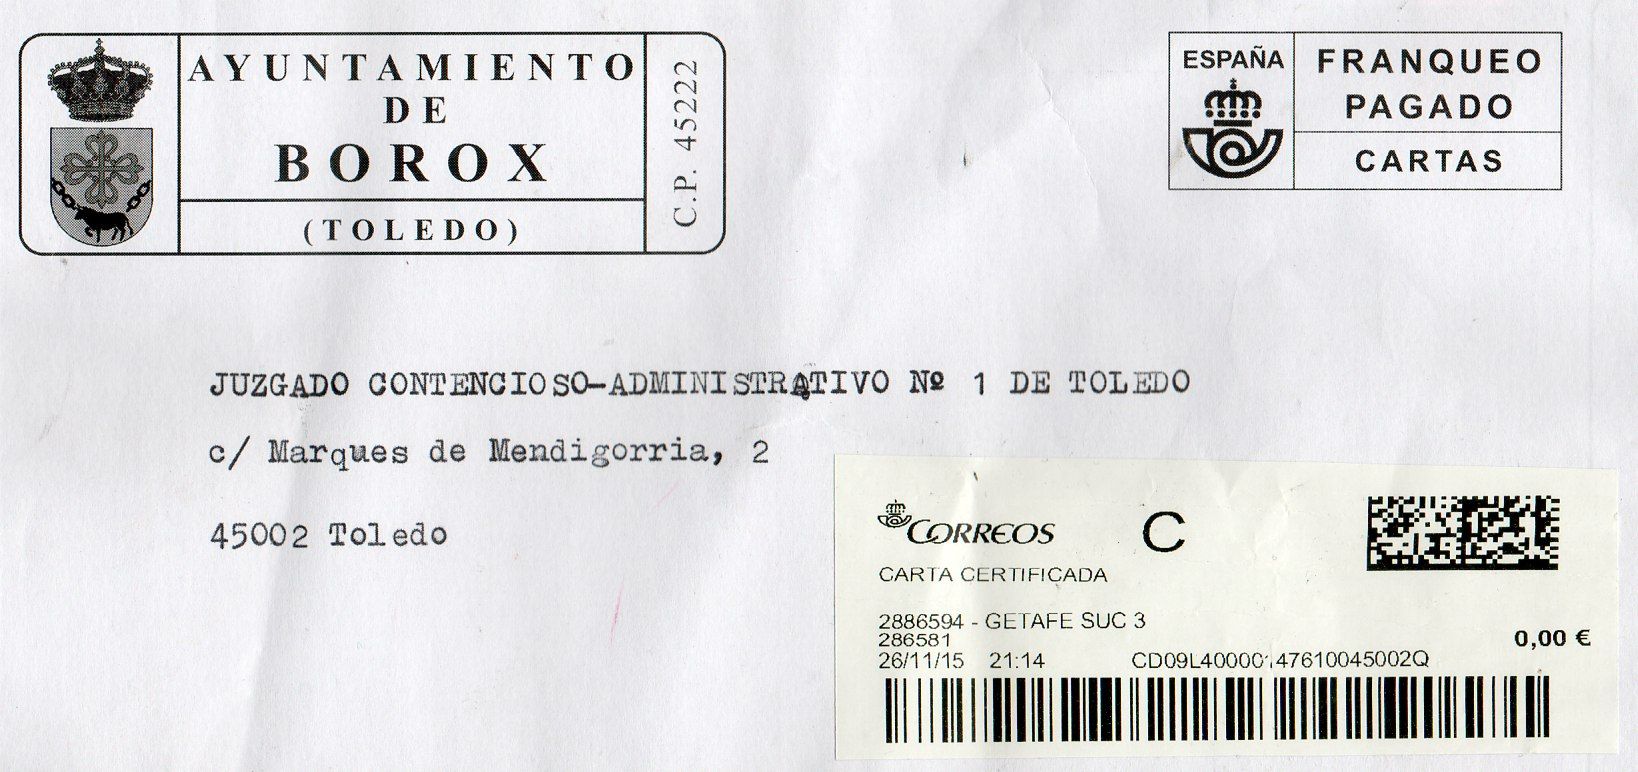 AYUNTAMIENTO
DE
BOROX
(TOLEDO)
C.P. 45222
ESPAÑA
FRANQUEO
PAGADO
CARTAS
JUZGADO CONTENCIOSO-ADMINISTRATIVO Nº 1 DE TOLEDO
c/ Marques de Mendigorria, 2
45002 Toledo
CORREOS
C
CARTA CERTIFICADA
2886594 - GETAFE SUC 3
286581
0,00 €
26/11/15 21:14 CD09L40000147610045002Q